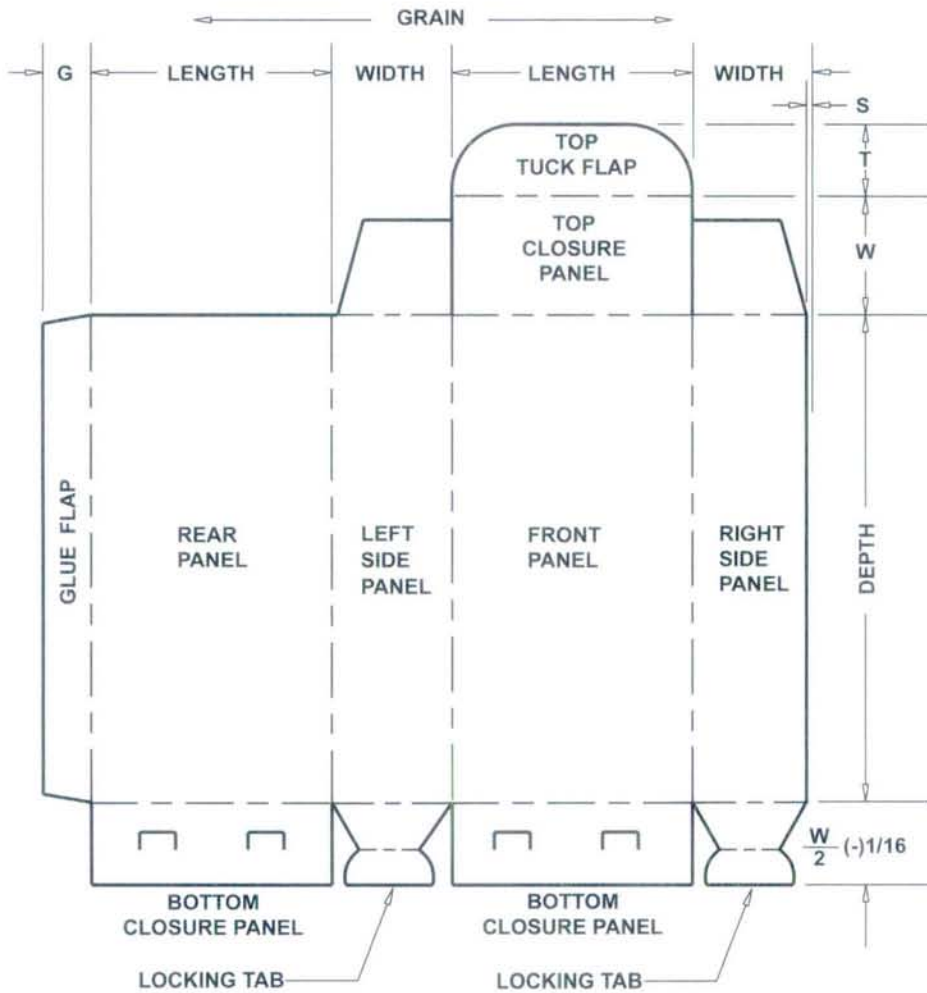 GRAIN
G
LENGTH
WIDTH
LENGTH
WIDTH
S
TOP
TUCK FLAP
T
TOP
CLOSURE
PANEL
W
GLUE FLAP
REAR
PANEL
LEFT
SIDE
PANEL
FRONT
PANEL
RIGHT
SIDE
PANEL
DEPTH
W
2
(-)1/16
BOTTOM
CLOSURE PANEL
BOTTOM
CLOSURE PANEL
LOCKING TAB
LOCKING TAB